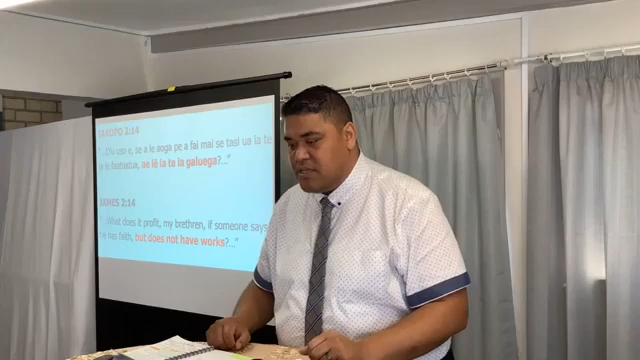 IAKOPO 2:14
"...O'u uso e, se a le aoga pe a fai mai se tasi ua ia te
ia le faatuatua, ae lē ia te ia galuega?..."
JAMES 2:14
"...What does it profit, my brethren, if someone says
he has faith, but does not have works?..."